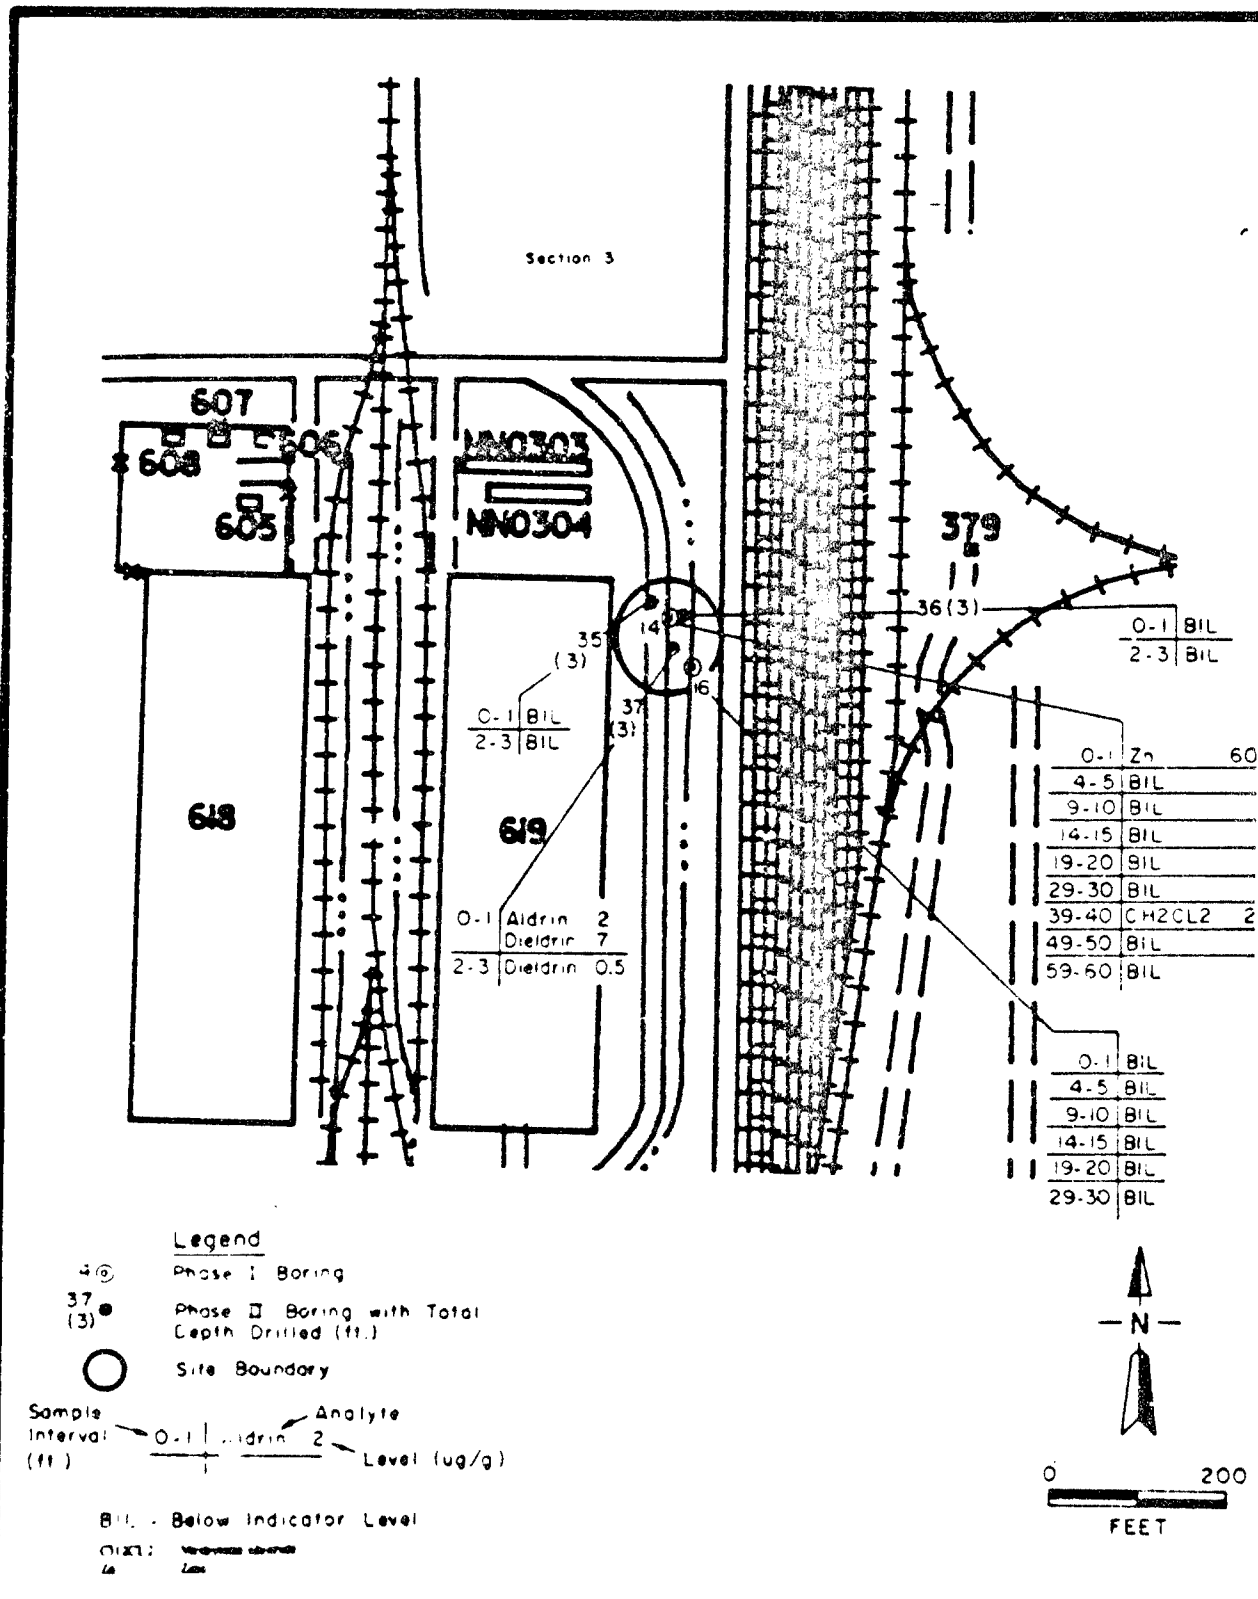 Section 3
607
608
606
605
NN0303
NN0304
379
36(3)
0-1 BIL
2-3 BIL
14
35
(3)
16
37
(3)
0-1 BIL
2-3 BIL
0-1 Zn 60
4-5 BIL
9-10 BIL
14-15 BIL
19-20 BIL
29-30 BIL
39-40 CH2CL2 2
49-50 BIL
59-60 BIL
618
619
0-1 Aldrin 2
Dieldrin 7
2-3 Dieldrin 0.5
0-1 BIL
4-5 BIL
9-10 BIL
14-15 BIL
19-20 BIL
29-30 BIL
Legend
4 Phase I Boring
37
(3)
Phase II Boring with Total
Depth Drilled (ft.)
Site Boundary
Sample
Interval
(ft.)
0-1 2
Analyte
Level (ug/g)
BIL - Below Indicator Level
N
0 200
FEET